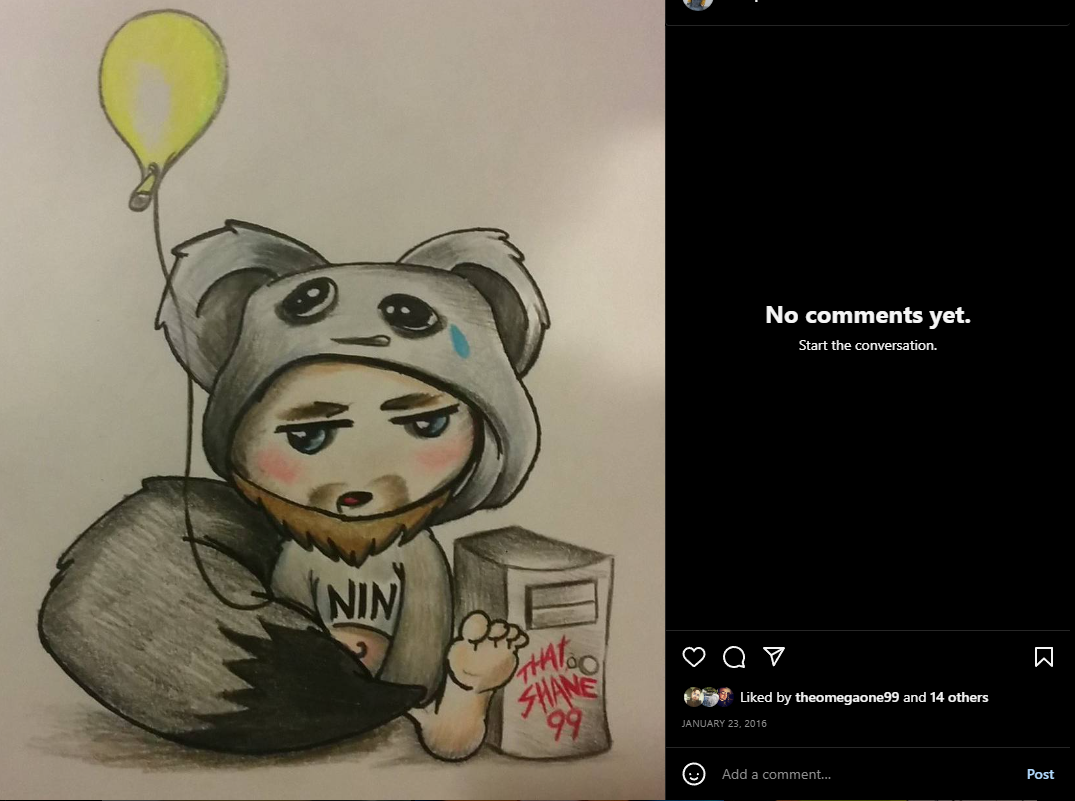 NIN
THAT
SHANE
99
No comments yet.
Start the conversation.
Liked by theomegaone99 and 14 others
JANUARY 23, 2016
Add a comment...
Post